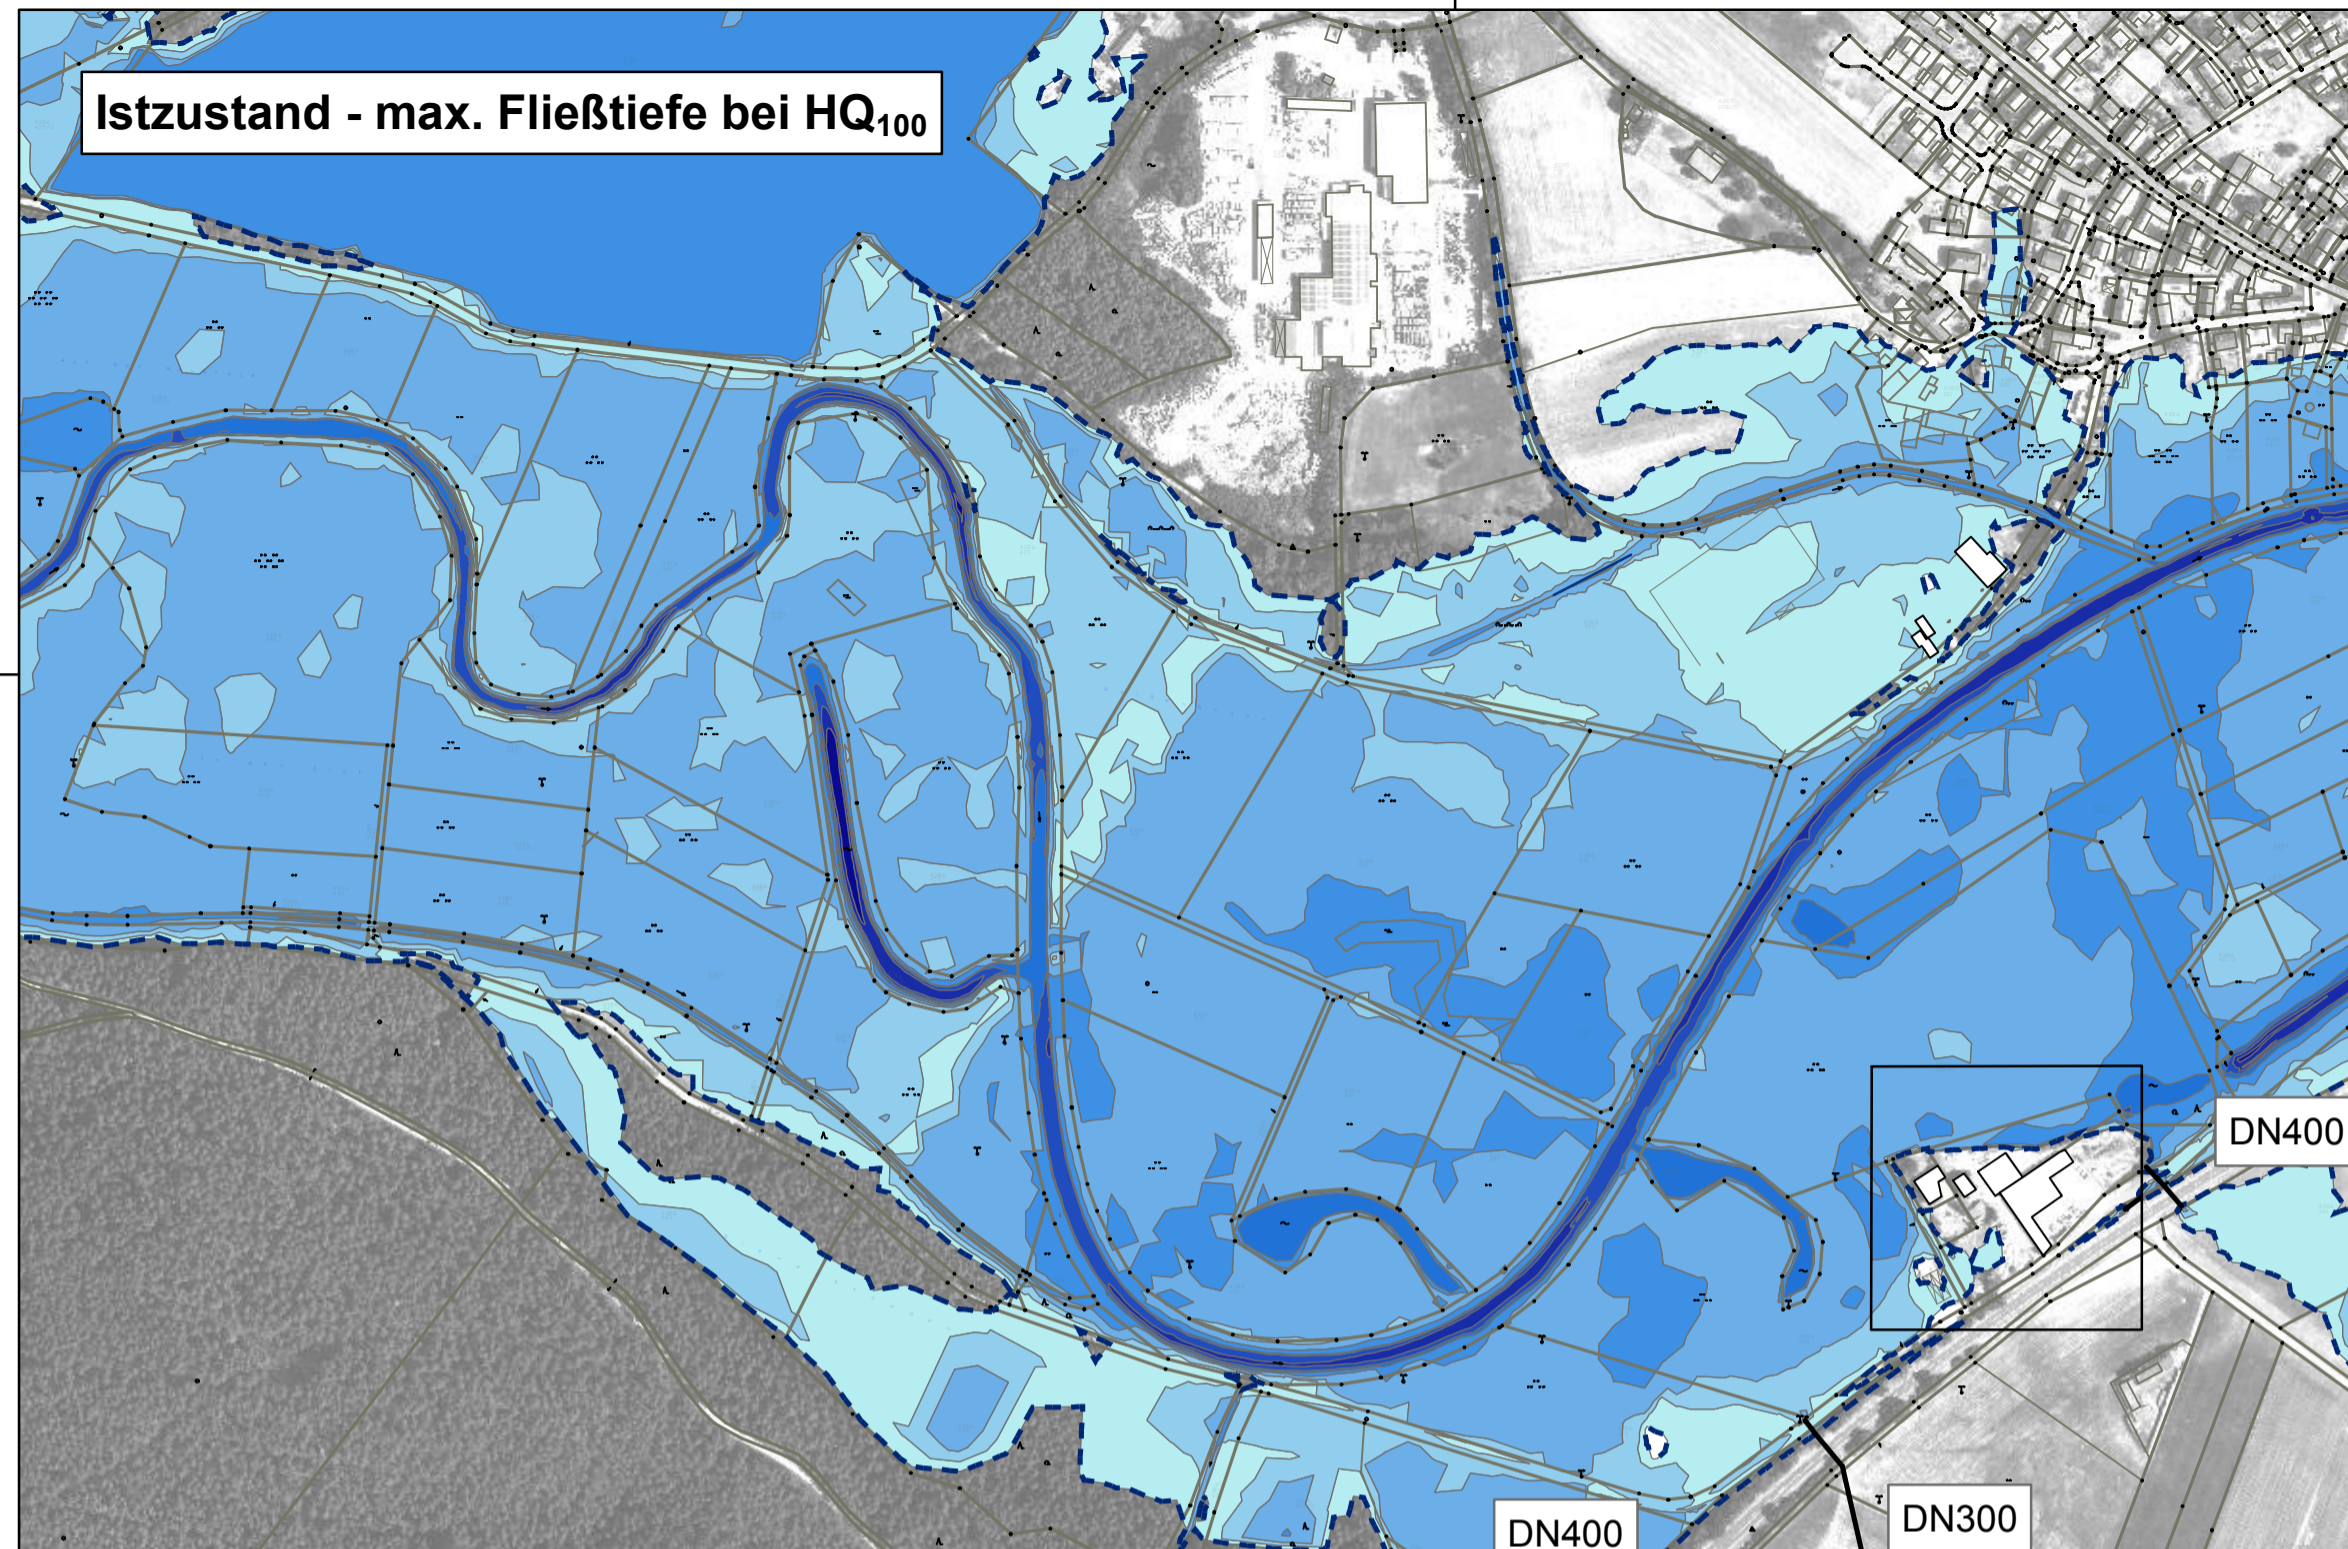 Istzustand - max. Fließtiefe bei HQ₁₀₀
DN400
DN300
DN400